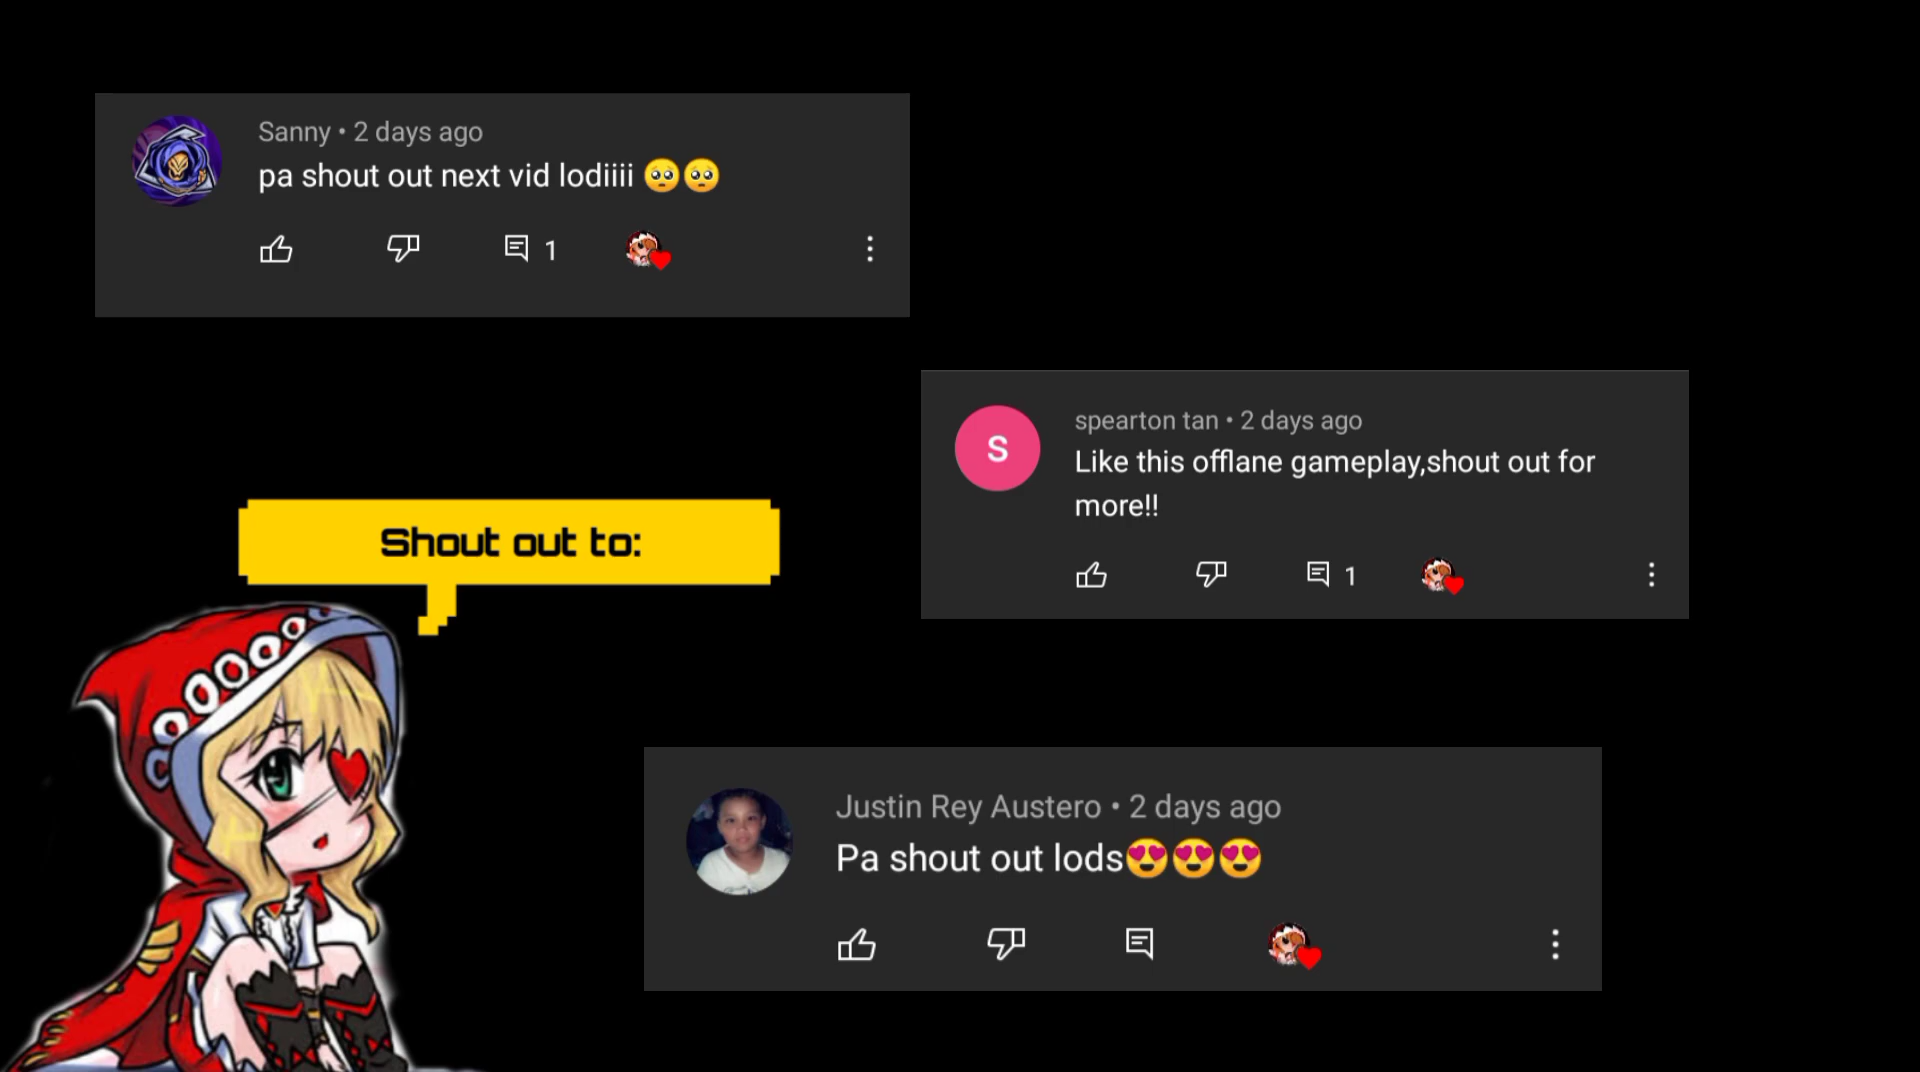 Sanny • 2 days ago
pa shout out next vid lodiiii 🥺🥺
1
spearton tan • 2 days ago
S
Like this offlane gameplay,shout out for
more!!
1
Shout out to:
Justin Rey Austero • 2 days ago
Pa shout out lods😍😍😍